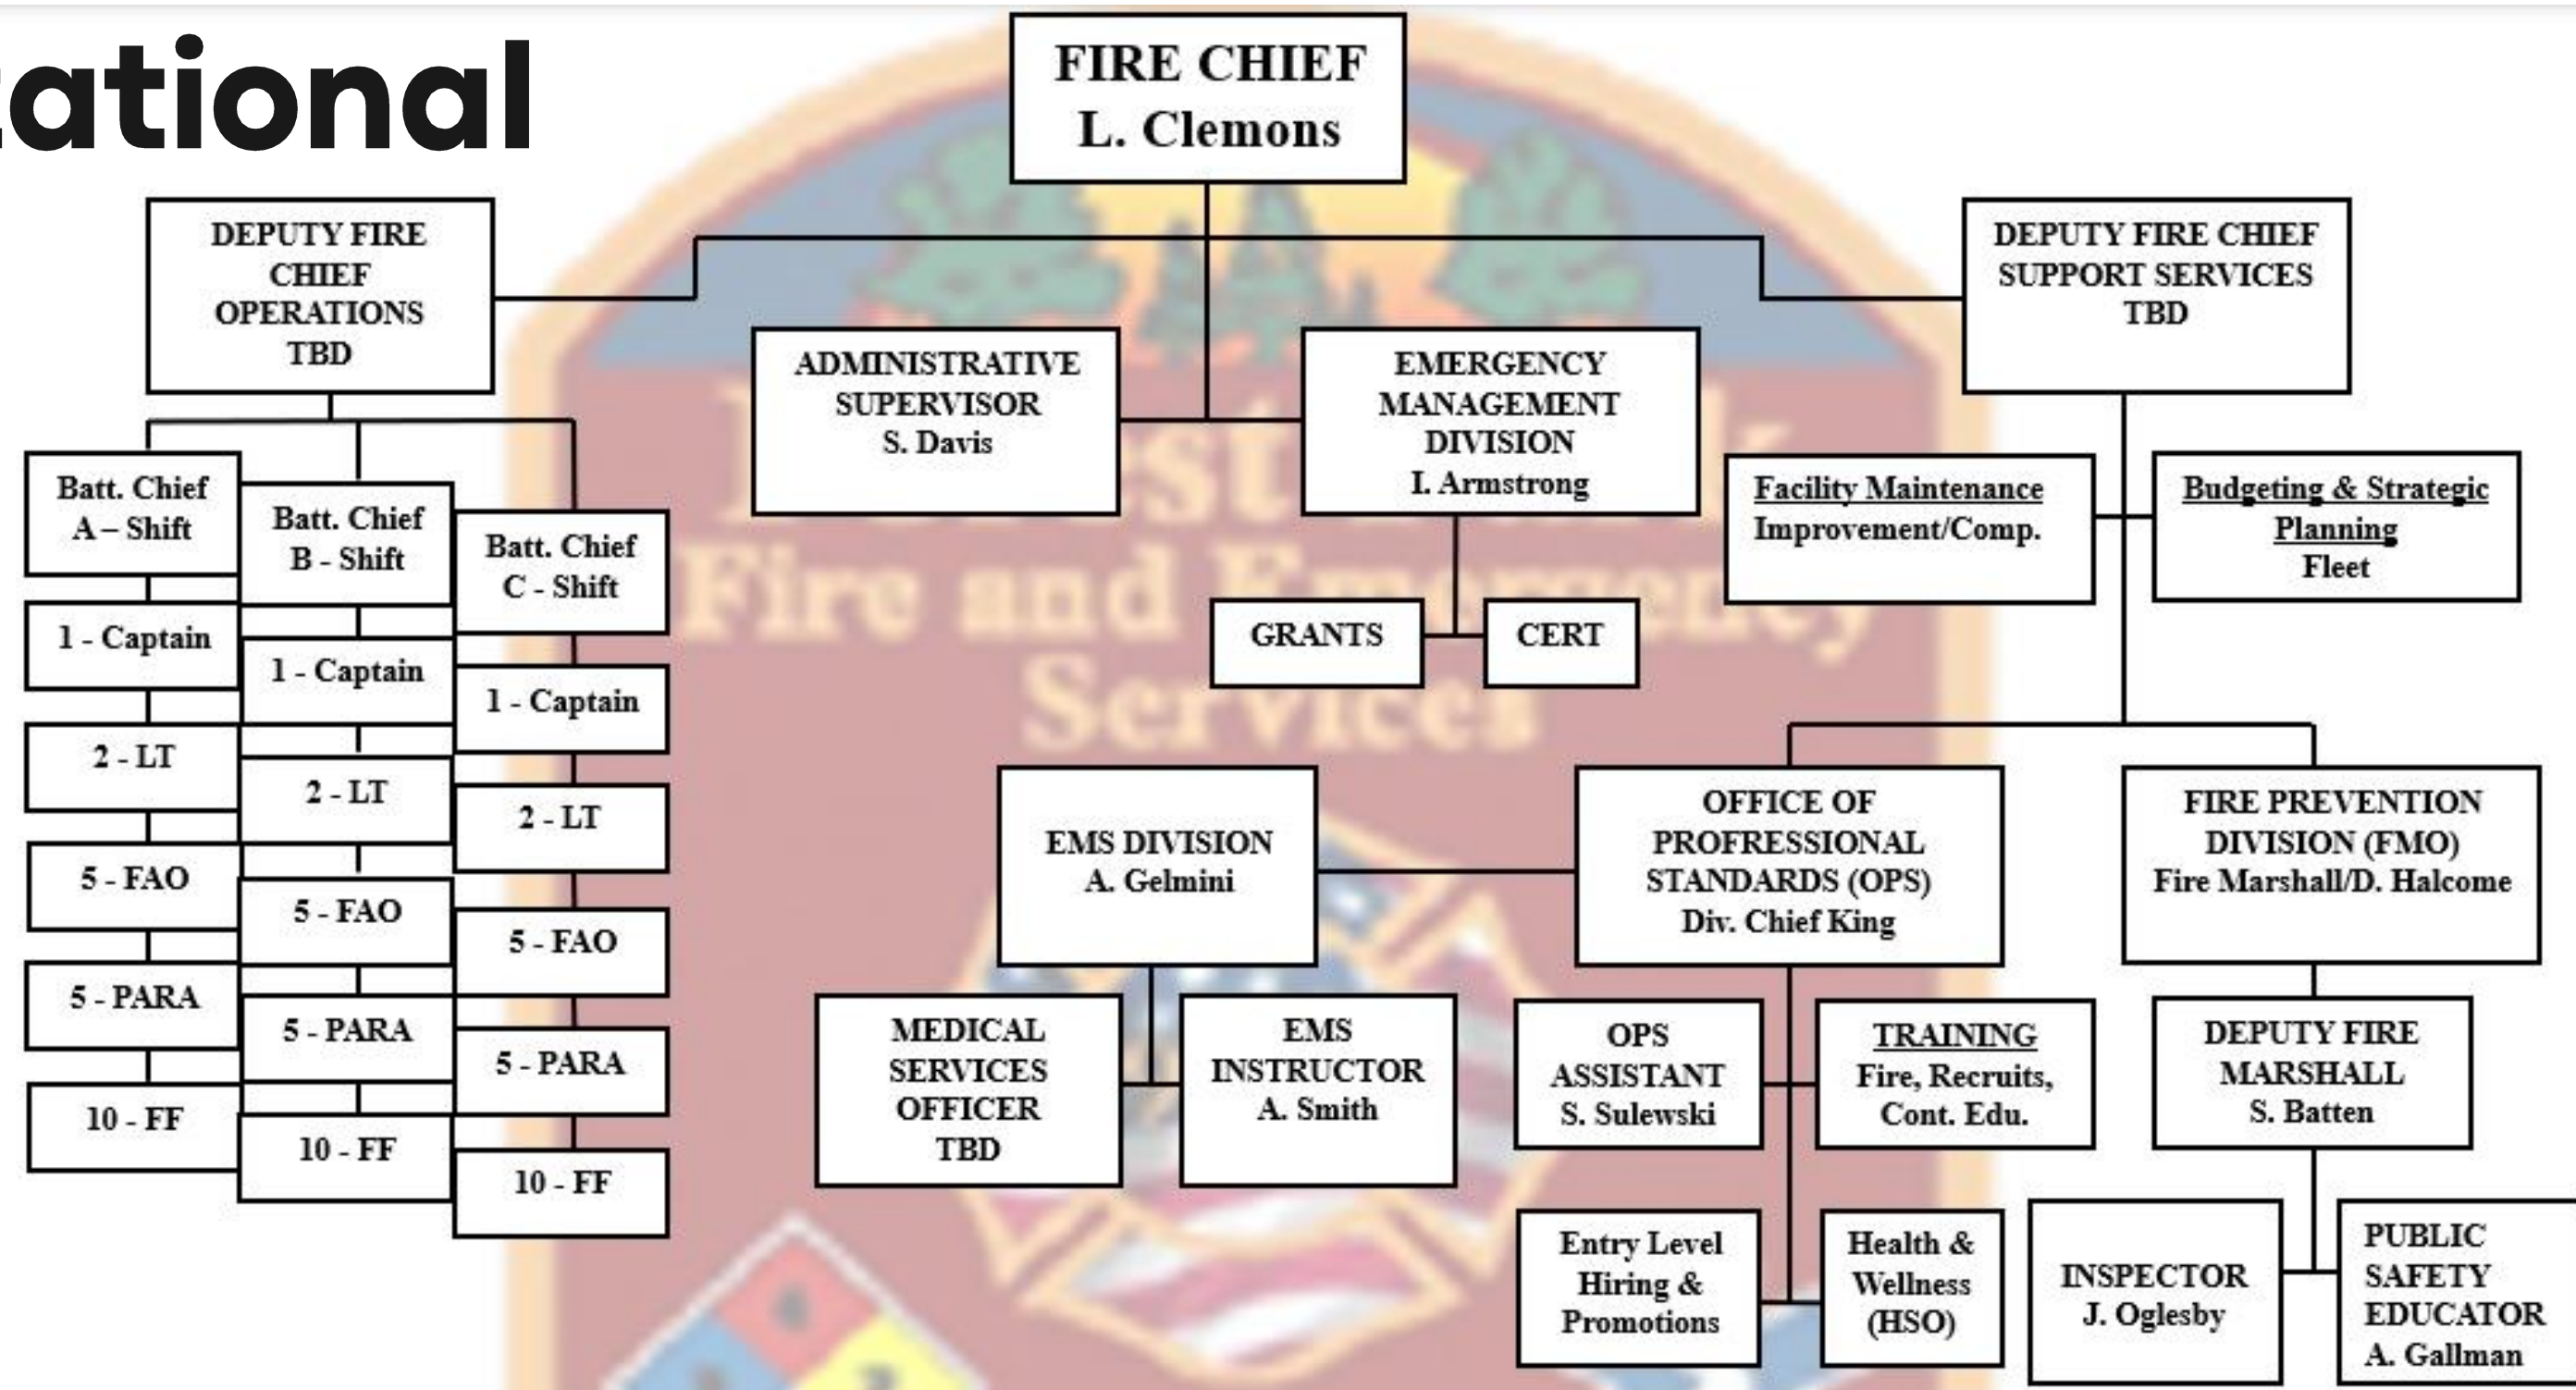 ational
FIRE CHIEF
L. Clemons
DEPUTY FIRE
CHIEF
OPERATIONS
TBD
DEPUTY FIRE CHIEF
SUPPORT SERVICES
TBD
ADMINISTRATIVE
SUPERVISOR
S. Davis
EMERGENCY
MANAGEMENT
DIVISION
I. Armstrong
Batt. Chief
A – Shift
1 - Captain
2 - LT
5 - FAO
5 - PARA
10 - FF
Batt. Chief
B - Shift
1 - Captain
2 - LT
5 - FAO
5 - PARA
10 - FF
Batt. Chief
C - Shift
1 - Captain
2 - LT
5 - FAO
5 - PARA
10 - FF
Facility Maintenance
Improvement/Comp.
Budgeting & Strategic
Planning
Fleet
GRANTS
CERT
Fire and Emergency
Services
EMS DIVISION
A. Gelmini
OFFICE OF
PROFRESSIONAL
STANDARDS (OPS)
Div. Chief King
FIRE PREVENTION
DIVISION (FMO)
Fire Marshall/D. Halcome
MEDICAL
SERVICES
OFFICER
TBD
EMS
INSTRUCTOR
A. Smith
OPS
ASSISTANT
S. Sulewski
TRAINING
Fire, Recruits,
Cont. Edu.
DEPUTY FIRE
MARSHALL
S. Batten
Entry Level
Hiring &
Promotions
Health &
Wellness
(HSO)
INSPECTOR
J. Oglesby
PUBLIC
SAFETY
EDUCATOR
A. Gallman